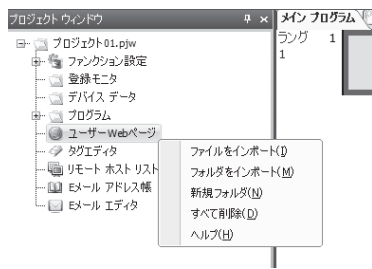 プロジェクト ウィンドウ
メイン プログラム
プロジェクト01.pjw
ラング 1
ファンクション設定
1
登録モニタ
デバイス データ
プログラム
ユーザーWebページ
タグエディタ
ファイルをインポート(I)
リモート ホスト リスト
フォルダをインポート(M)
Eメール アドレス帳
新規フォルダ(N)
Eメール エディタ
すべて削除(D)
ヘルプ(H)